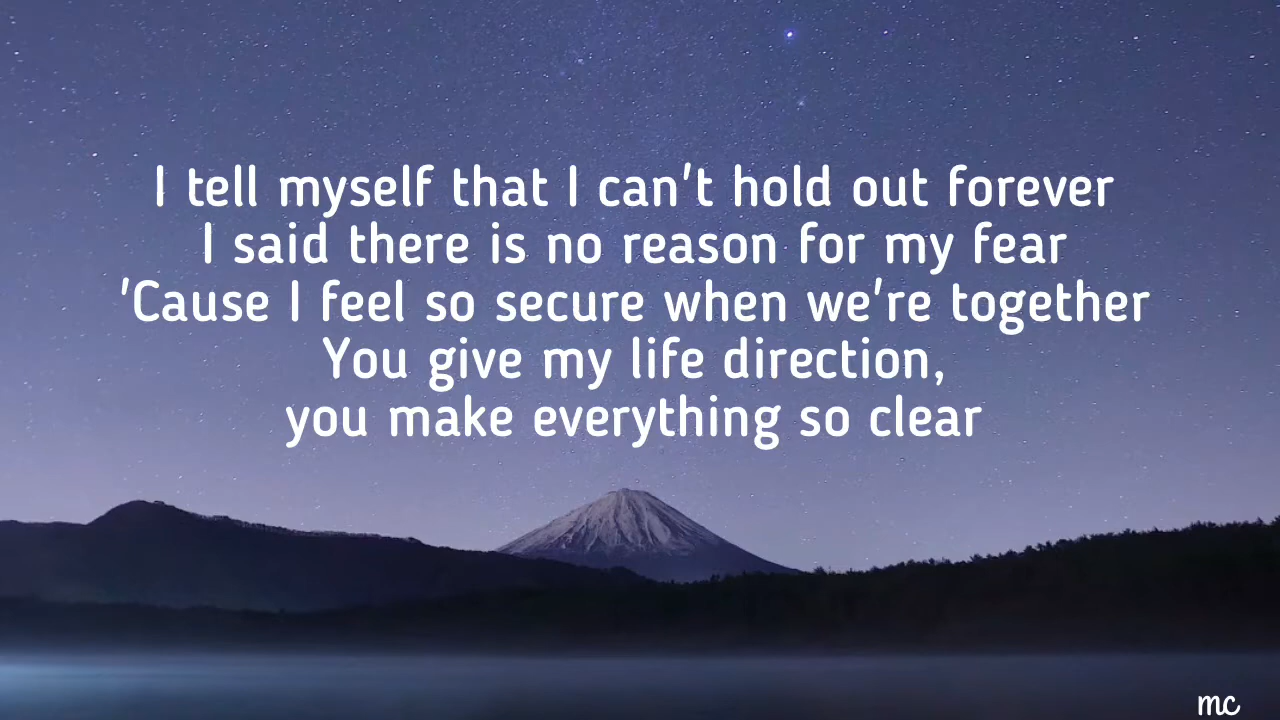 I tell myself that I can't hold out forever
I said there is no reason for my fear
'Cause I feel so secure when we're together
You give my life direction,
you make everything so clear
mc